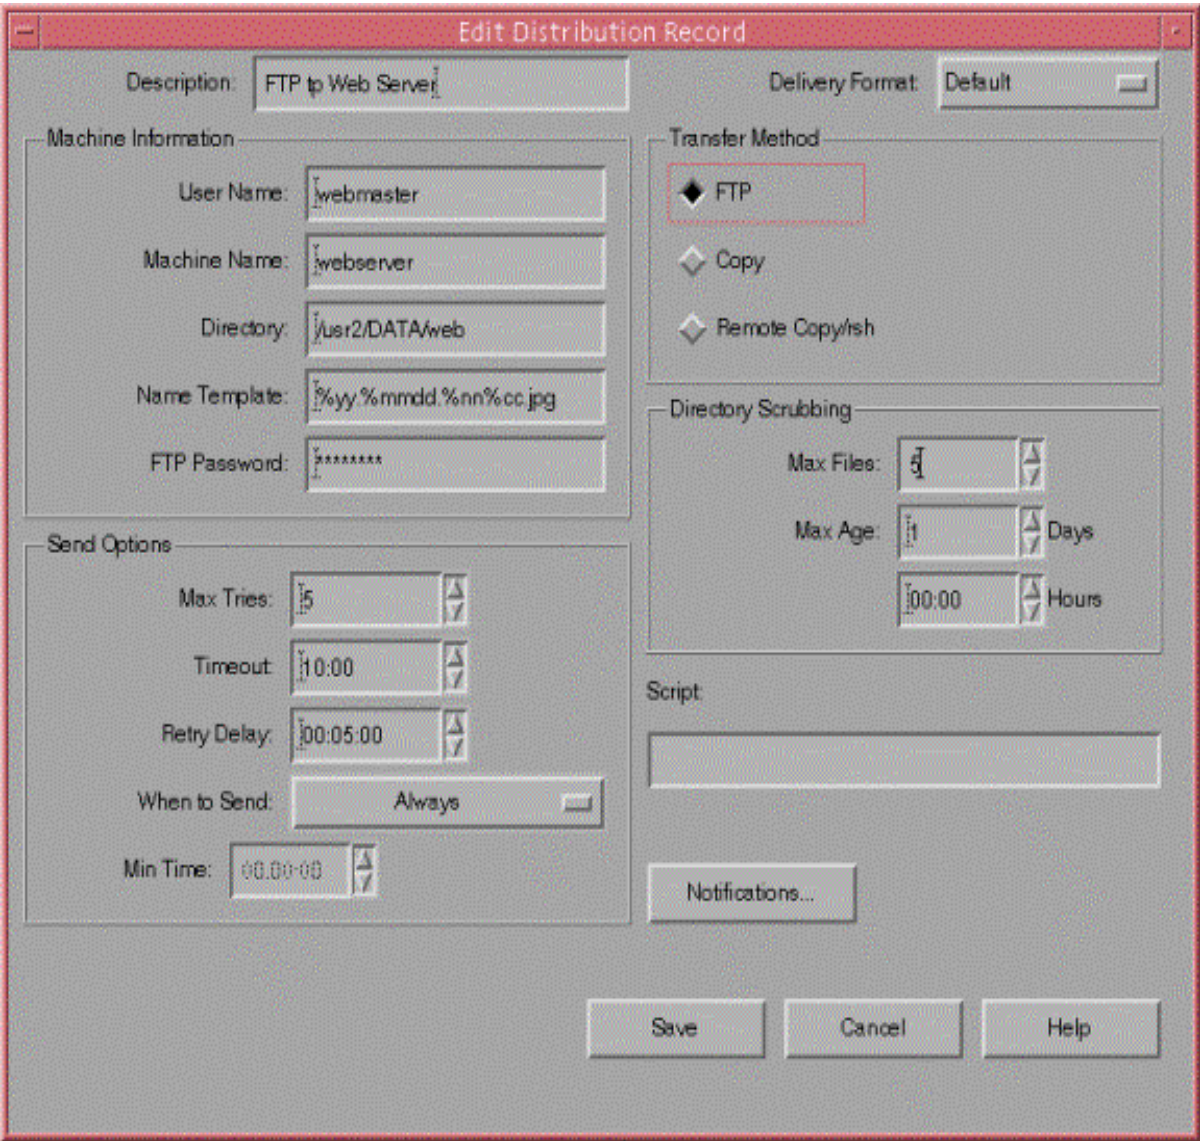 Edit Distribution Record
Description: FTP tp Web Server
Delivery Format: Default
Machine Information
User Name: webmaster
Machine Name: webserver
Directory: /usr2/DATA/web
Name Template: %yy.%mmdd.%nn%cc.jpg
FTP Password: ********
Send Options
Max Tries: 5
Timeout: 10:00
Retry Delay: 00:05:00
When to Send: Always
Min Time: 00:00:00
Transfer Method
FTP
Copy
Remote Copy/rsh
Directory Scrubbing
Max Files: 5
Max Age: 1 Days
00:00 Hours
Script:
Notifications...
Save Cancel Help